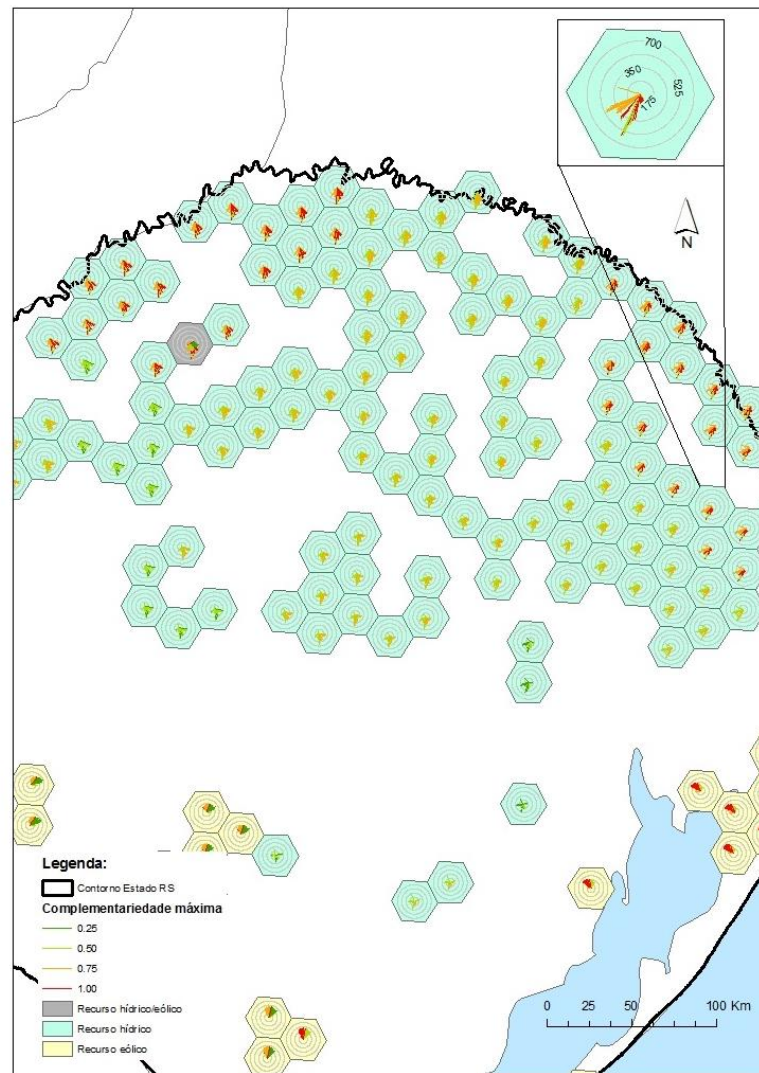 700
350
525
175
N
Legenda:
Contorno Estado RS
Complementariedade máxima
0.25
0.50
0.75
1.00
Recurso hídrico/eólico
Recurso hídrico
Recurso eólico
0 25 50 100 Km